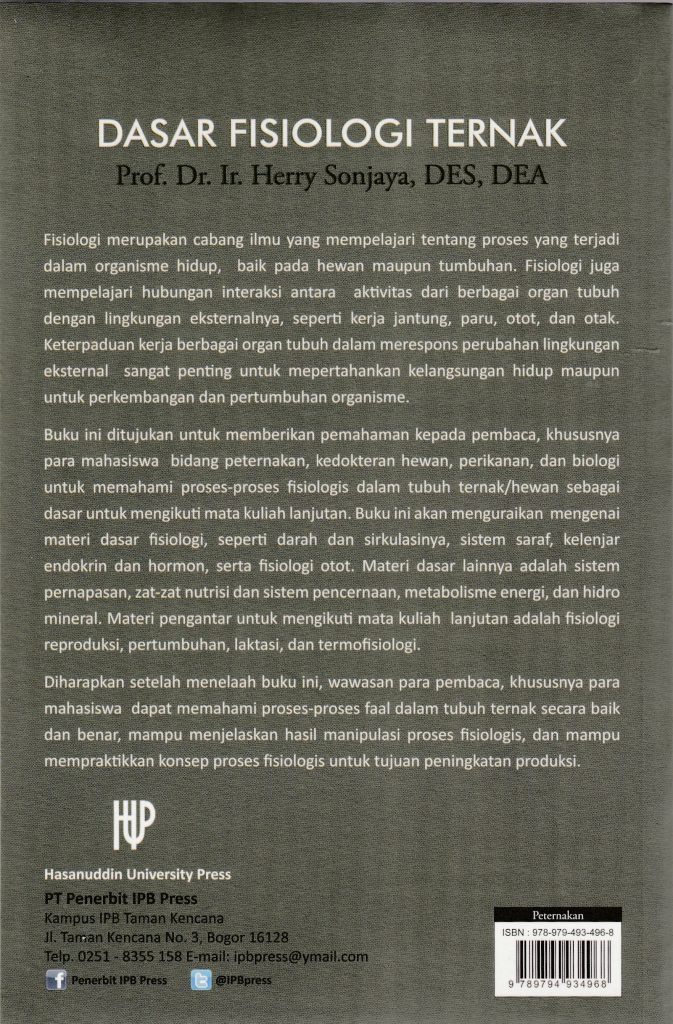 DASAR FISIOLOGI TERNAK
Prof. Dr. Ir. Herry Sonjaya, DES, DEA
Fisiologi merupakan cabang ilmu yang mempelajari tentang proses yang terjadi
dalam organisme hidup, baik pada hewan maupun tumbuhan. Fisiologi juga
mempelajari hubungan interaksi antara aktivitas dari berbagai organ tubuh
dengan lingkungan eksternalnya, seperti kerja jantung, paru, otot, dan otak.
Keterpaduan kerja berbagai organ tubuh dalam merespons perubahan lingkungan
eksternal sangat penting untuk mepertahankan kelangsungan hidup maupun
untuk perkembangan dan pertumbuhan organisme.
Buku ini ditujukan untuk memberikan pemahaman kepada pembaca, khususnya
para mahasiswa bidang peternakan, kedokteran hewan, perikanan, dan biologi
untuk memahami proses-proses fisiologis dalam tubuh ternak/hewan sebagai
dasar untuk mengikuti mata kuliah lanjutan. Buku ini akan menguraikan mengenai
materi dasar fisiologi, seperti darah dan sirkulasinya, sistem saraf, kelenjar
endokrin dan hormon, serta fisiologi otot. Materi dasar lainnya adalah sistem
pernapasan, zat-zat nutrisi dan sistem pencernaan, metabolisme energi, dan hidro
mineral. Materi pengantar untuk mengikuti mata kuliah lanjutan adalah fisiologi
reproduksi, pertumbuhan, laktasi, dan termofisiologi.
Diharapkan setelah menelaah buku ini, wawasan para pembaca, khususnya para
mahasiswa dapat memahami proses-proses faal dalam tubuh ternak secara baik
dan benar, mampu menjelaskan hasil manipulasi proses fisiologis, dan mampu
mempraktikkan konsep proses fisiologis untuk tujuan peningkatan produksi.
HUP
Hasanuddin University Press
PT Penerbit IPB Press
Kampus IPB Taman Kencana
Jl. Taman Kencana No. 3, Bogor 16128
Telp. 0251 - 8355 158 E-mail: ipbpress@ymail.com
Penerbit IPB Press @IPBpress
Peternakan
ISBN : 978-979-493-496-8
9 789794 934968